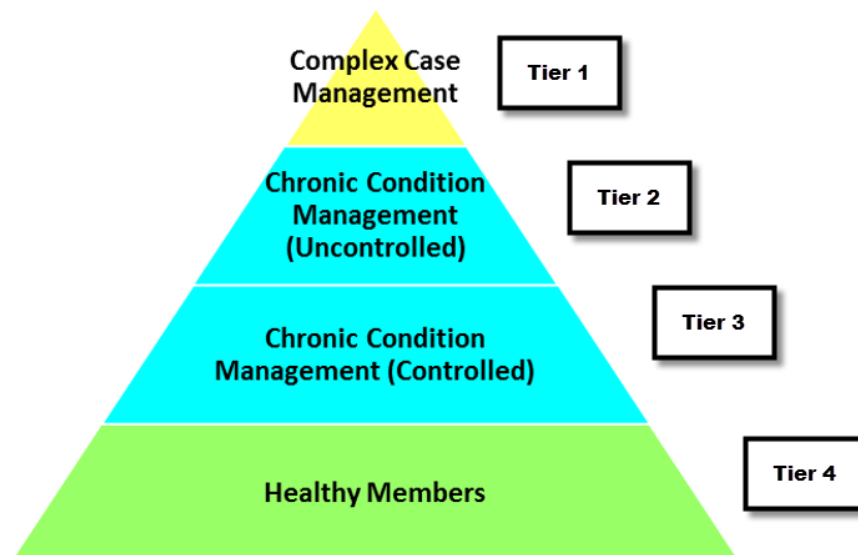 Complex Case
Management
Tier 1
Chronic Condition
Management
(Uncontrolled)
Tier 2
Chronic Condition
Management (Controlled)
Tier 3
Healthy Members
Tier 4